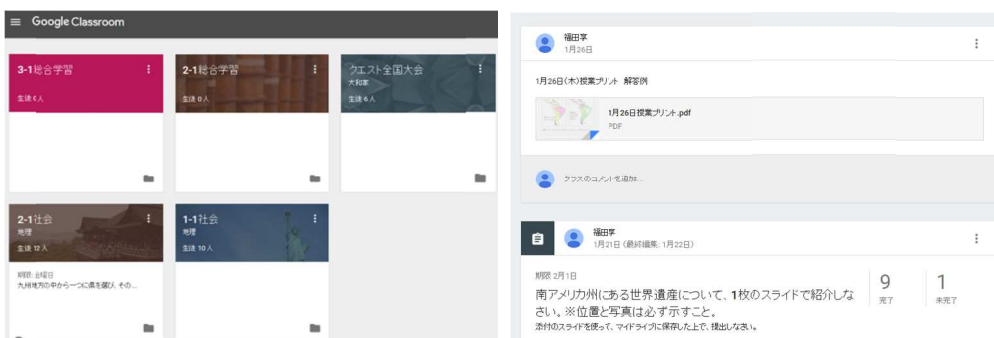 Google Classroom
3-1総合学習
生徒 0人
2-1総合学習
生徒 0人
クエスト全国大会
大和家
生徒 6人
2-1社会
地理
生徒 12人
期限: 金曜日
九州地方の中から一つに県を選び、その...
1-1社会
地理
生徒 10人
福田孚
1月26日
1月26日(木)授業プリント 解答例
1月26日授業プリント.pdf
PDF
クラスのコメントを追加...
福田孚
1月21日 (最終編集: 1月22日)
期限 2月1日
南アメリカ州にある世界遺産について、1枚のスライドで紹介しな
さい。※位置と写真は必ず示すこと。
添付のスライドを使って、マイドライブに保存した上で、提出しなさい。
9
完了
1
未完了